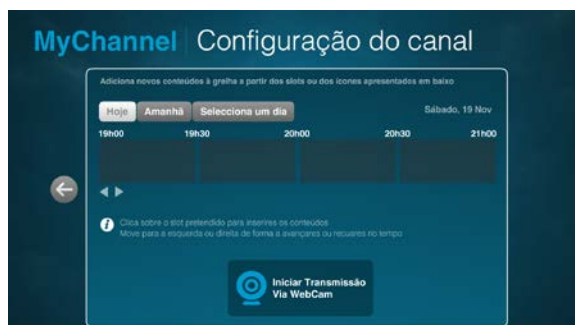 MyChannel Configuração do canal
Adiciona novos conteúdos à grelha a partir dos slots ou dos ícones apresentados em baixo
Hoje Amanhã Selecciona um dia Sábado, 19 Nov
19h00 19h30 20h00 20h30 21h00
Clica sobre o slot pretendido para inserires os conteúdos
Move para a esquerda ou direita de forma a avançares ou recuares no tempo
Iniciar Transmissão
Via WebCam